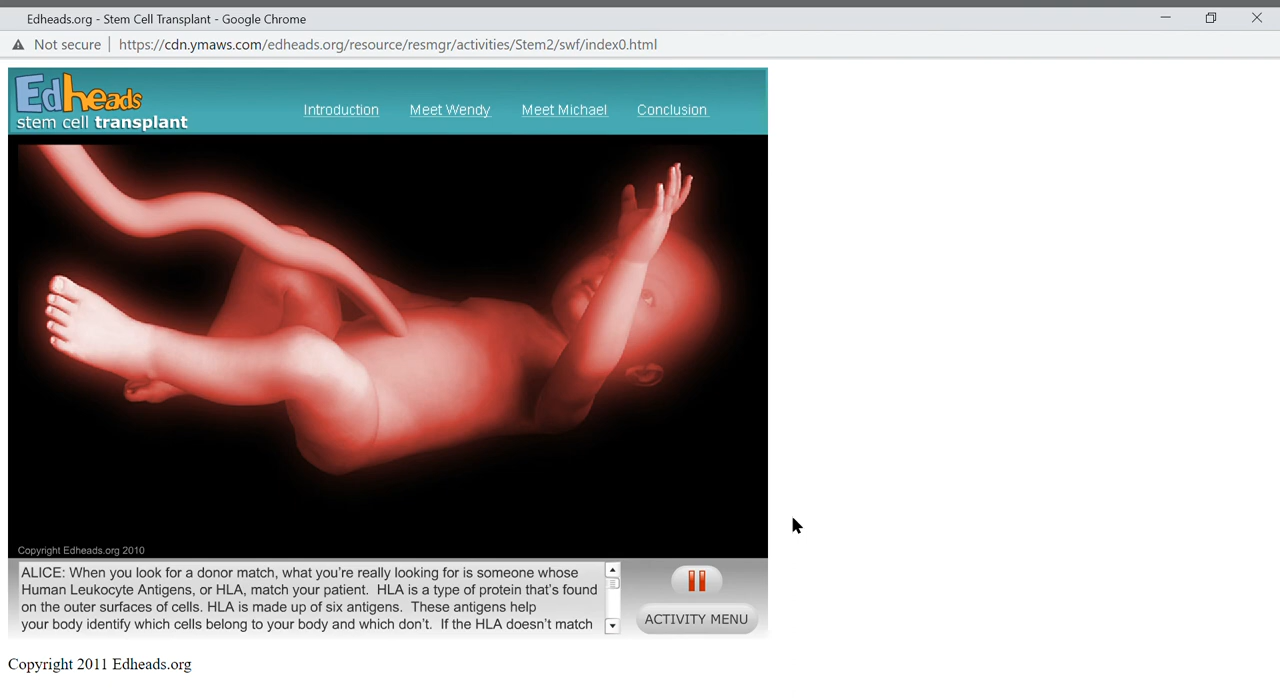 Edheads.org - Stem Cell Transplant - Google Chrome
Not secure | https://cdn.ymaws.com/edheads.org/resource/resmgr/activities/Stem2/swf/index0.html
Edheads
stem cell transplant
Introduction Meet Wendy Meet Michael Conclusion
Copyright Edheads.org 2010
ALICE: When you look for a donor match, what you're really looking for is someone whose
Human Leukocyte Antigens, or HLA, match your patient.  HLA is a type of protein that's found
on the outer surfaces of cells. HLA is made up of six antigens.  These antigens help
your body identify which cells belong to your body and which don't.  If the HLA doesn't match
ACTIVITY MENU
Copyright 2011 Edheads.org